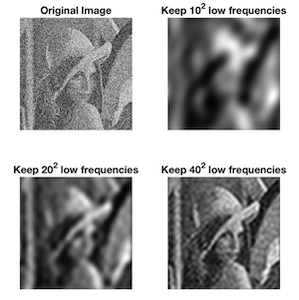 Original Image
Keep 10² low frequencies
Keep 20² low frequencies
Keep 40² low frequencies